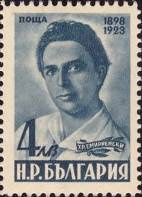 ПОЩА
1898
1923
4 ЛВ
ХР. СМИРНЕНСКИ
Н.Р. БЪЛГАРИЯ